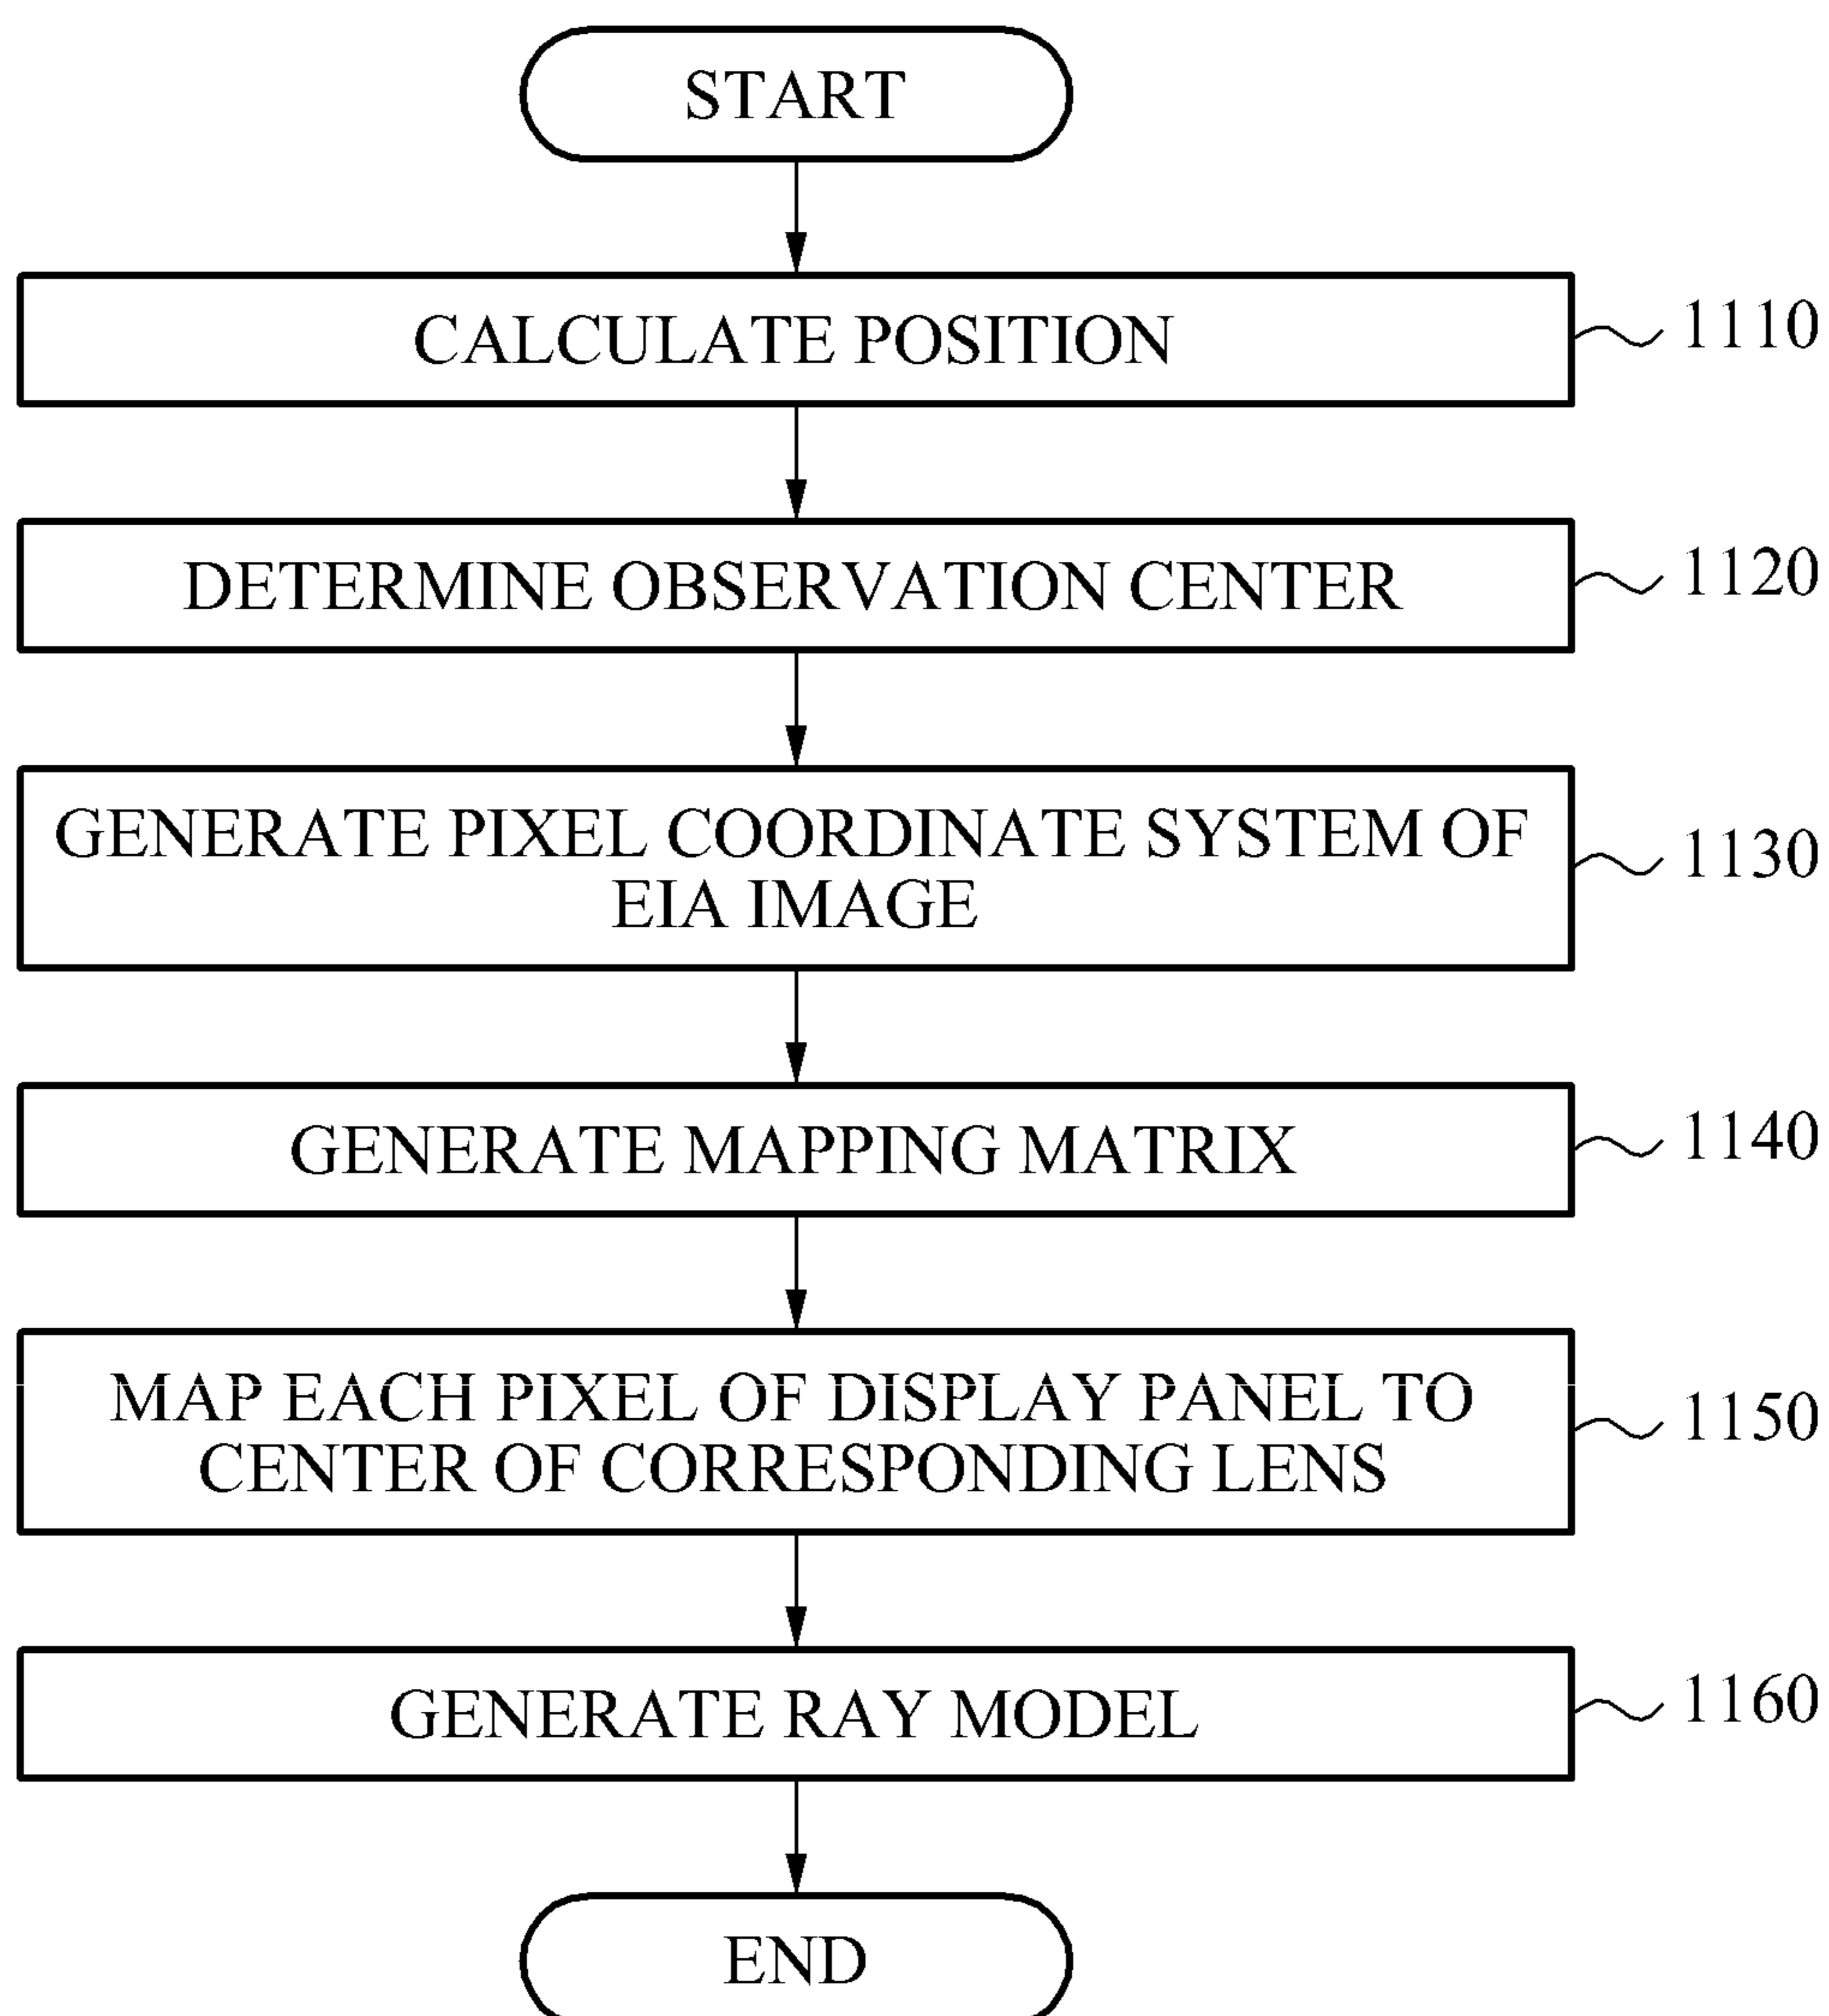 START
CALCULATE POSITION
1110
DETERMINE OBSERVATION CENTER
1120
GENERATE PIXEL COORDINATE SYSTEM OF
EIA IMAGE
1130
GENERATE MAPPING MATRIX
1140
MAP EACH PIXEL OF DISPLAY PANEL TO
CENTER OF CORRESPONDING LENS
1150
GENERATE RAY MODEL
1160
END